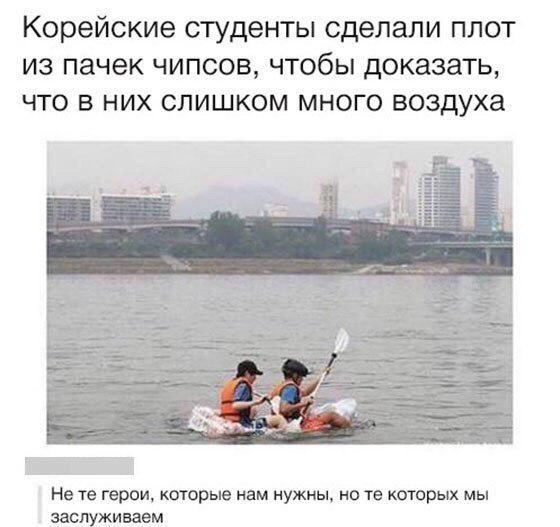 Корейские студенты сделали плот
из пачек чипсов, чтобы доказать,
что в них слишком много воздуха
Не те герои, которые нам нужны, но те которых мы
заслуживаем